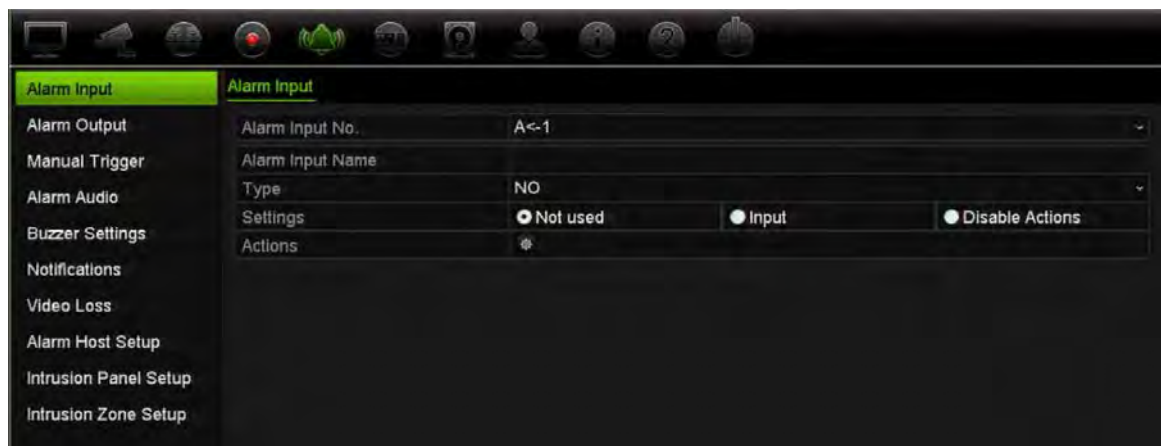 Alarm Input
Alarm Output
Manual Trigger
Alarm Audio
Buzzer Settings
Notifications
Video Loss
Alarm Host Setup
Intrusion Panel Setup
Intrusion Zone Setup
Alarm Input
Alarm Input No. A<-1
Alarm Input Name
Type NO
Settings Not used Input Disable Actions
Actions